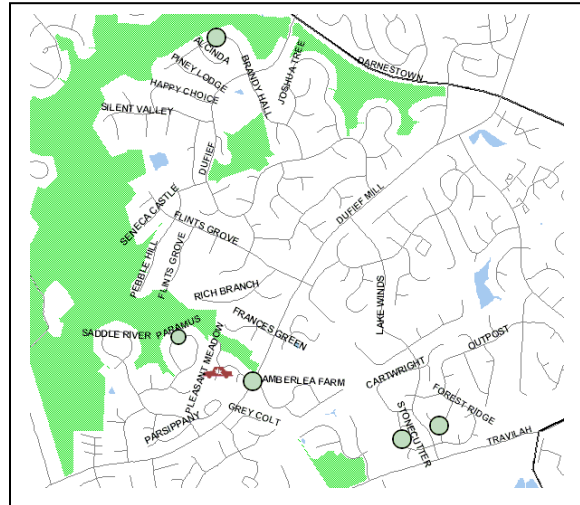 ALCINDA
PINEY LODGE
BRANDY HALL
JOSHUA TREE
DARNESTOWN
HAPPY CHOICE
SILENT VALLEY
DUFIEF
DUFIEF MILL
SENECA CASTLE
FLINTS GROVE
PEBBLE HILL
FLINTS GROVE
RICH BRANCH
LAKE-WINDS
FRANCES GREEN
SADDLE RIVER
PARAMUS
PLEASANT MEADOW
OUTPOST
CARTWRIGHT
AMBERLEA FARM
FOREST RIDGE
GREY COLT
STONECUTTER
PARSIPPANY
TRAVILAH